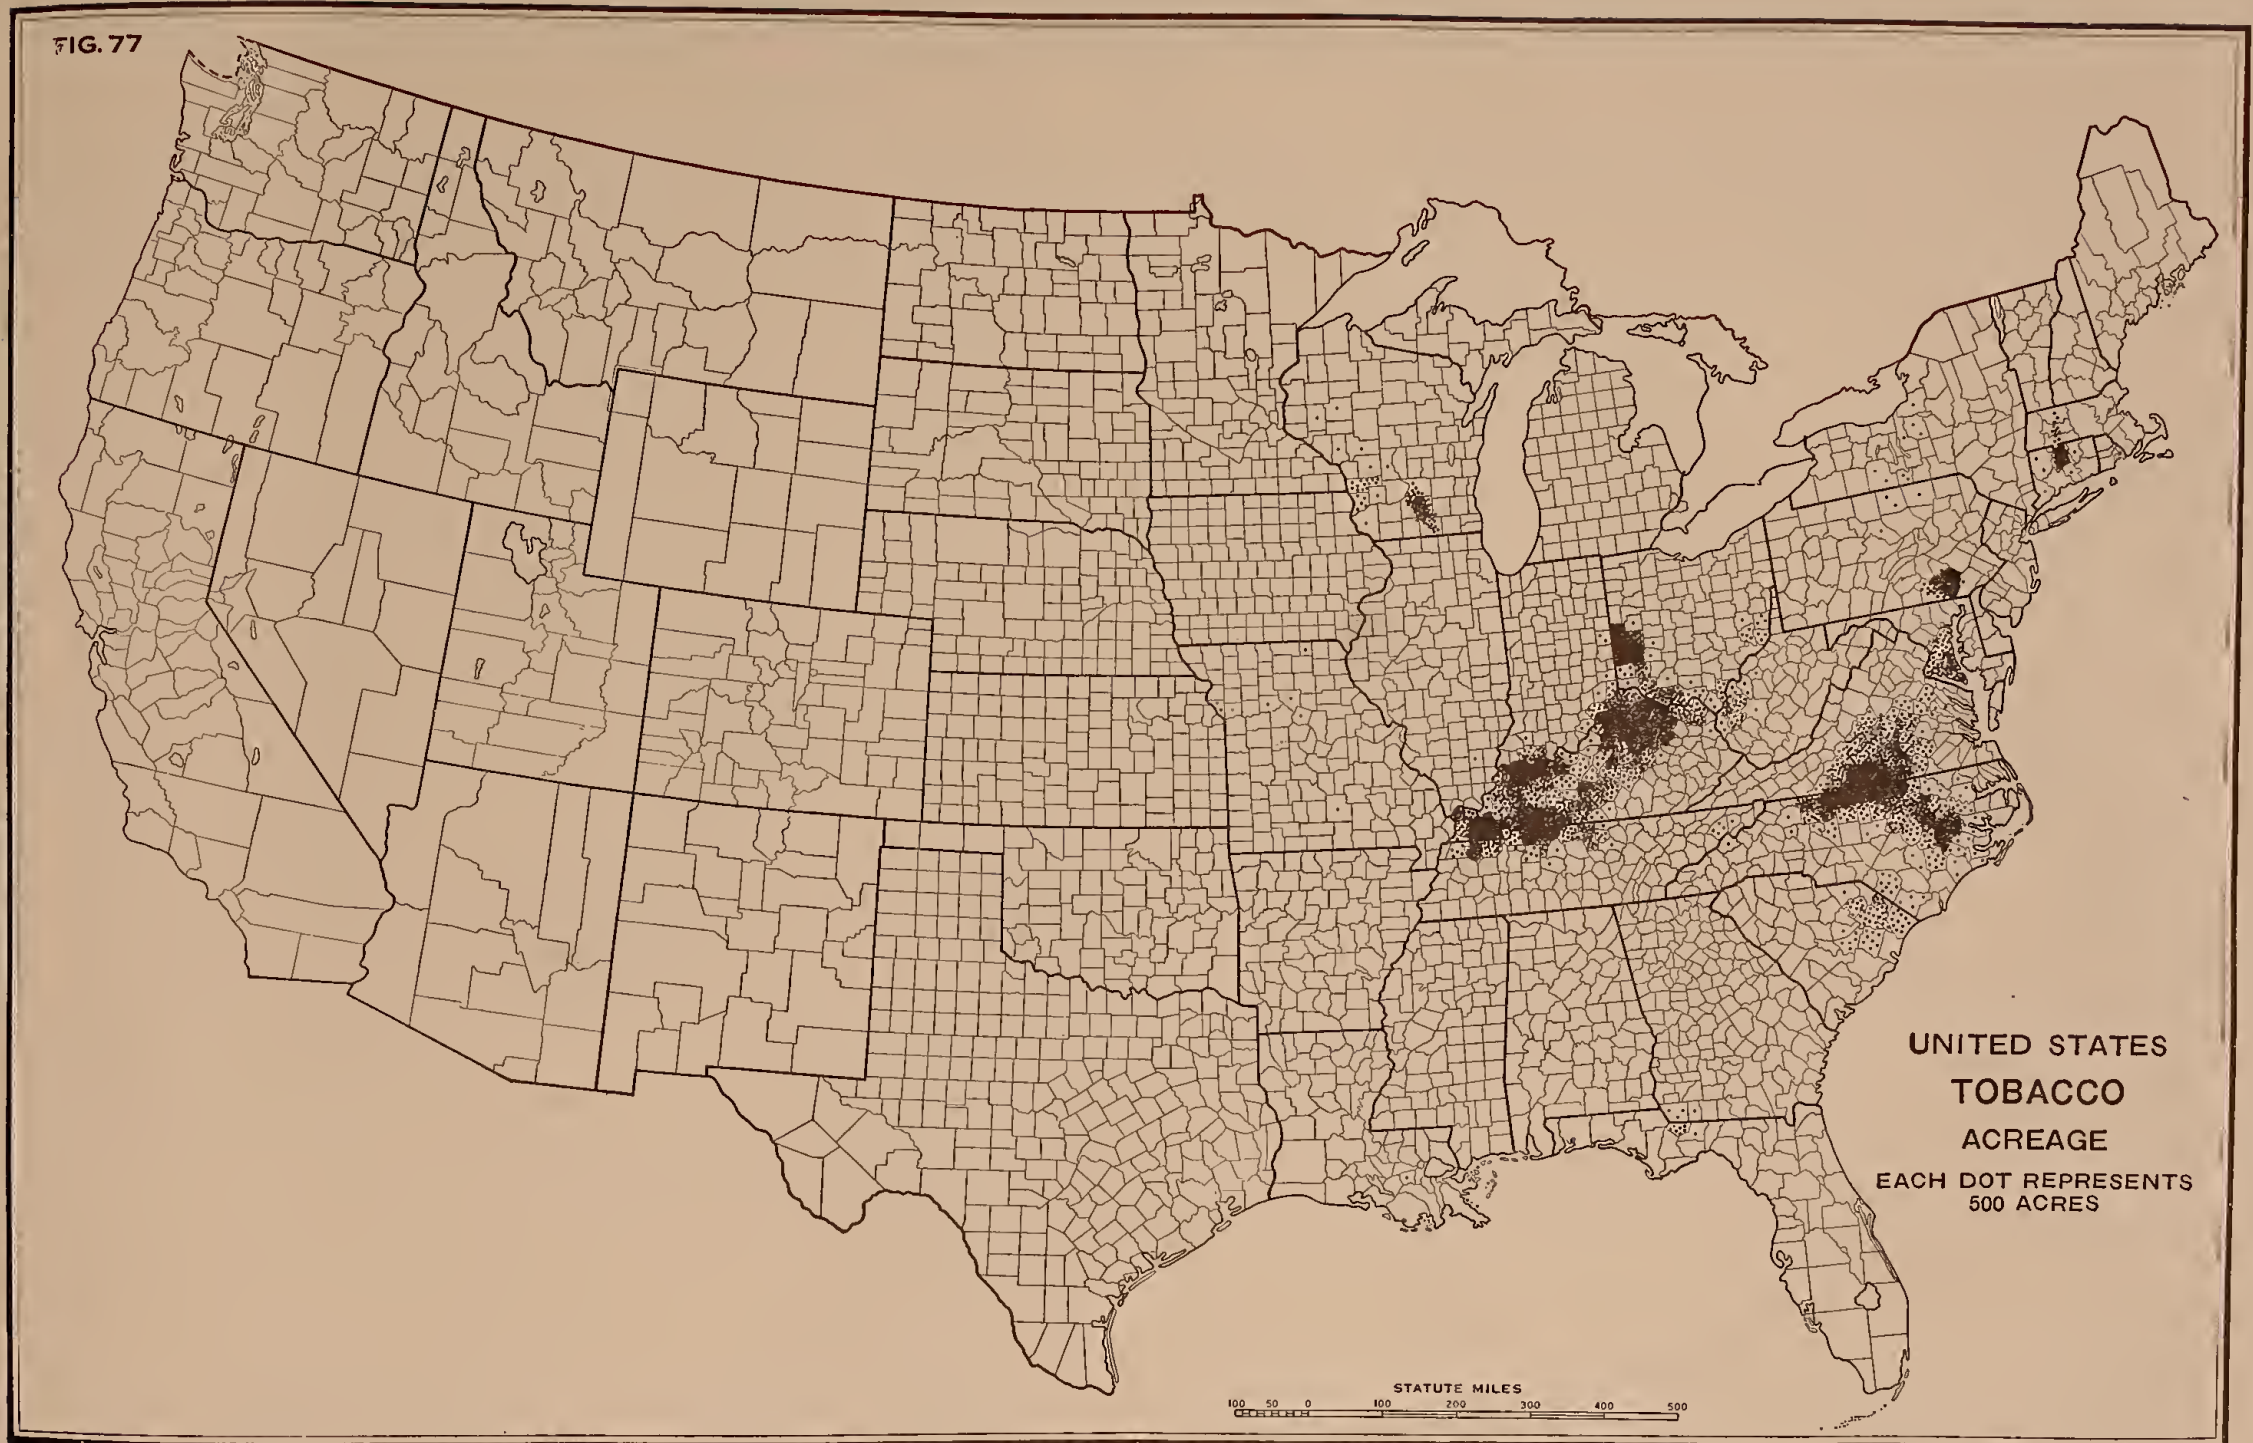 FIG. 77
UNITED STATES
TOBACCO
ACREAGE
EACH DOT REPRESENTS
500 ACRES
STATUTE MILES
100 50 0 100 200 300 400 500